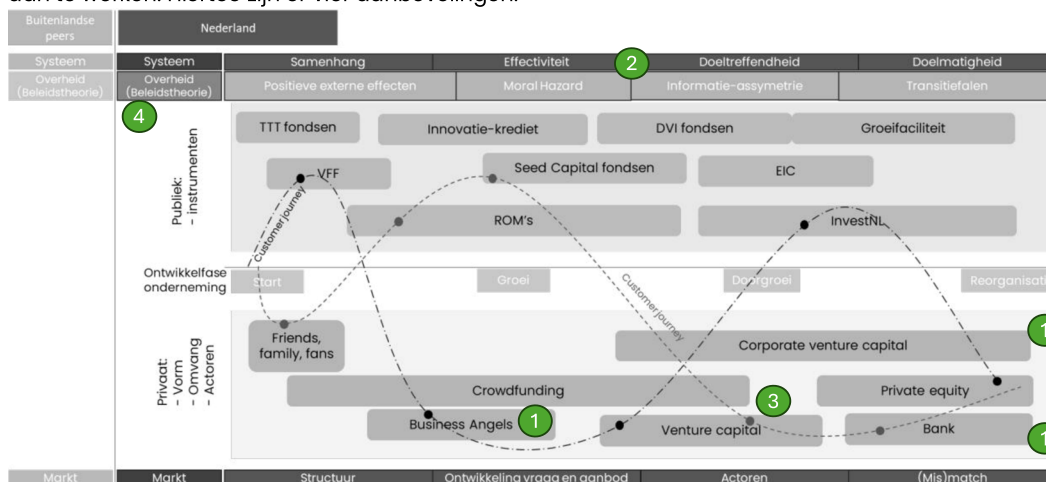 Buitenlandse
peers
Nederland
Systeem
Systeem
Samenhang
Effectiviteit
2
Doeltreffendheid
Doelmatigheid
Overheid
(Beleidstheorie)
Overheid
(Beleidstheorie)
Positieve externe effecten
Moral Hazard
Informatie-assymetrie
Transitiefalen
4
Publiek:
- instrumenten
TTT fondsen
Innovatie-krediet
DVI fondsen
Groeifaciliteit
VFF
Seed Capital fondsen
EIC
Customer journey
ROM's
InvestNL
Ontwikkelfase
onderneming
Start
Groei
Doorgroei
Reorganisati
Customer journey
Privaat:
- Vorm
- Omvang
- Actoren
Friends,
family, fans
Corporate venture capital
1
Crowdfunding
Private equity
3
Business Angels
1
Venture capital
Bank
1
Markt
Markt
Structuur
Ontwikkeling vraag en aanbod
Actoren
(Mis)match